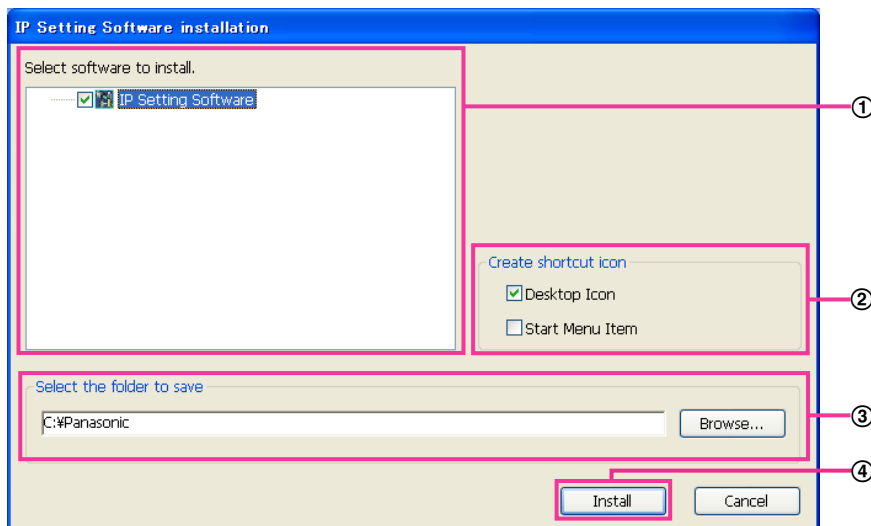 IP Setting Software installation
Select software to install.
IP Setting Software
①
Create shortcut icon
Desktop Icon
Start Menu Item
②
Select the folder to save
C:¥Panasonic
Browse...
③
④
Install
Cancel